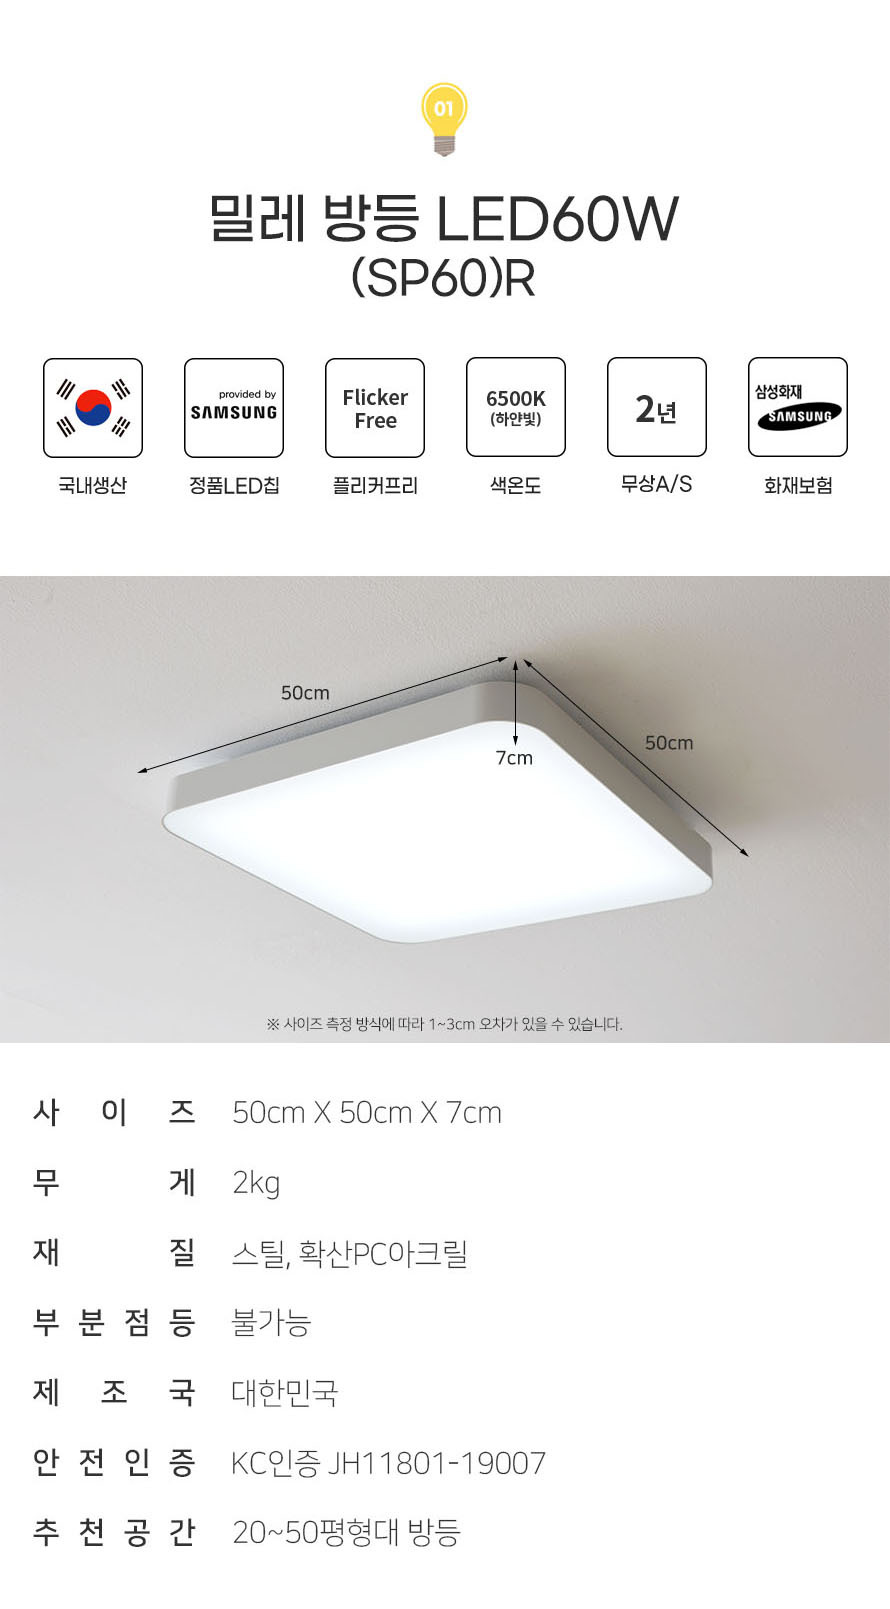 01
밀레 방등 LED60W
(SP60)R
provided by
SAMSUNG
Flicker
Free
6500K
(하얀빛)
2년
삼성화재
SAMSUNG
국내생산
정품LED칩
플리커프리
색온도
무상A/S
화재보험
50cm
7cm
50cm
※ 사이즈 측정 방식에 따라 1~3cm 오차가 있을 수 있습니다.
사이즈 50cm X 50cm X 7cm
무게 2kg
재질 스틸, 확산PC아크릴
부분점등 불가능
제조국 대한민국
안전인증 KC인증 JH11801-19007
추천공간 20~50평형대 방등